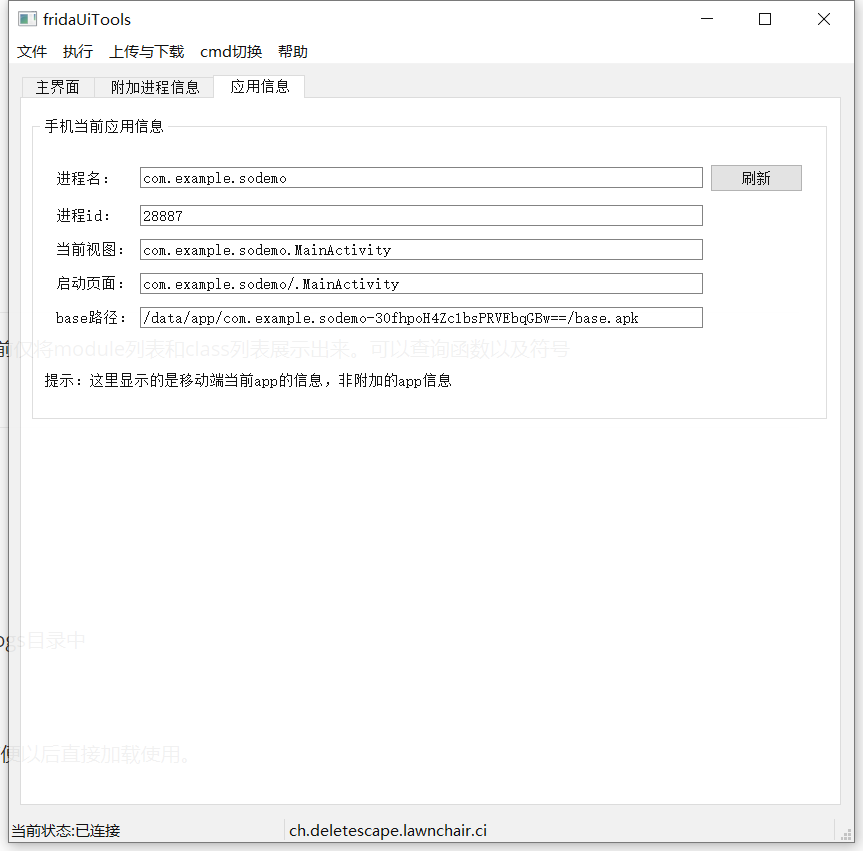 fridaUiTools
文件 执行 上传与下载 cmd切换 帮助
主界面 附加进程信息 应用信息
手机当前应用信息
进程名： com.example.sodemo 刷新
进程id： 28887
当前视图： com.example.sodemo.MainActivity
启动页面： com.example.sodemo/.MainActivity
base路径： /data/app/com.example.sodemo-30fhpoH4Zc1bsPRVEbqGBw==/base.apk
前仅将module列表和class列表展示出来。可以查询函数以及符号
提示：这里显示的是移动端当前app的信息，非附加的app信息
ogs目录中
便以后直接加载使用。
当前状态:已连接 ch.deletescape.lawnchair.ci